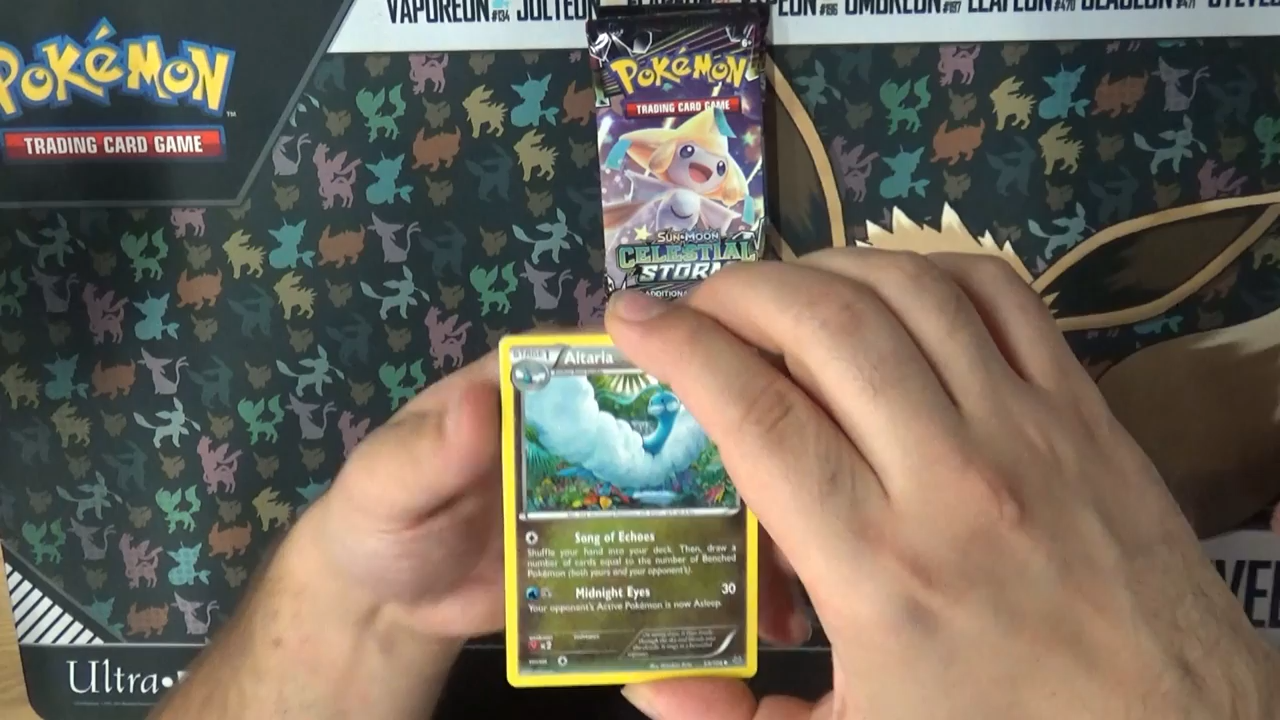 VAPOREON #134 JOLTEON
#196 UMBREON #197 LEAFEON #470 GLACEON #471
POKéMON
TRADING CARD GAME
POKéMON
TRADING CARD GAME
SUN & MOON
CELESTIAL
STORM
STAGE 1 Altaria
Song of Echoes
Shuffle your hand into your deck. Then, draw a
number of cards equal to the number of Benched
Pokémon (both yours and your opponent's).
Midnight Eyes 30
Your opponent's Active Pokémon is now Asleep.
x2
Ultra•